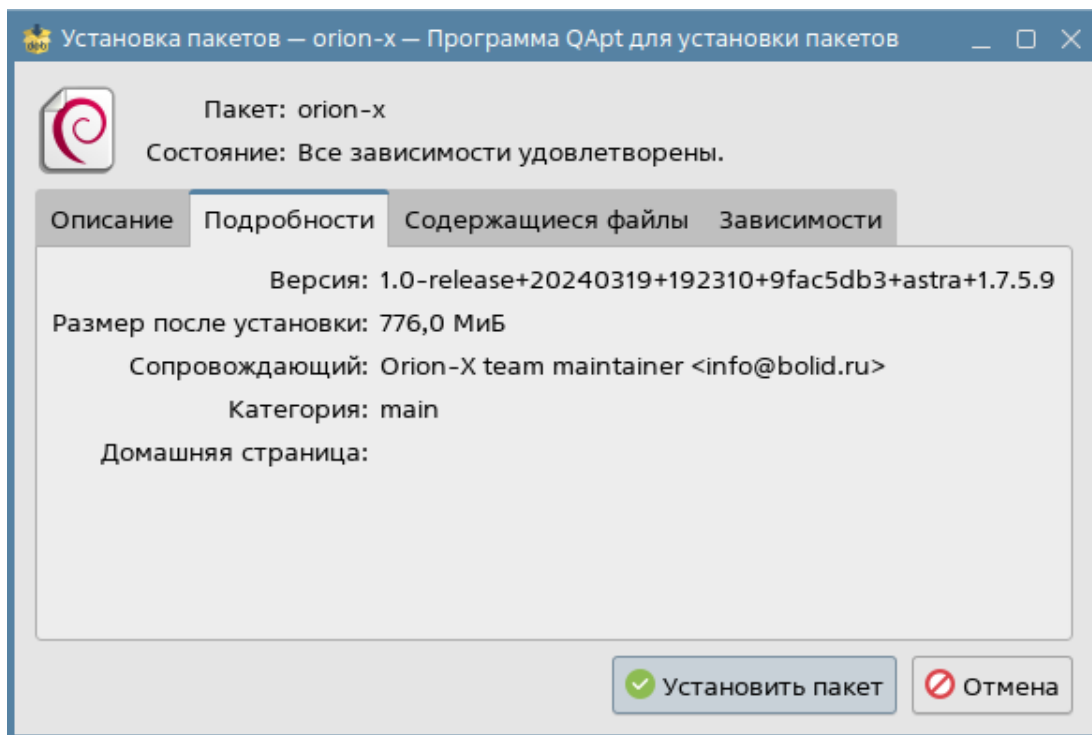 Установка пакетов — orion-x — Программа QApt для установки пакетов
Пакет: orion-x
Состояние: Все зависимости удовлетворены.
Описание Подробности Содержащиеся файлы Зависимости
Версия: 1.0-release+20240319+192310+9fac5db3+astra+1.7.5.9
Размер после установки: 776,0 МиБ
Сопровождающий: Orion-X team maintainer <info@bolid.ru>
Категория: main
Домашняя страница:
Установить пакет Отмена